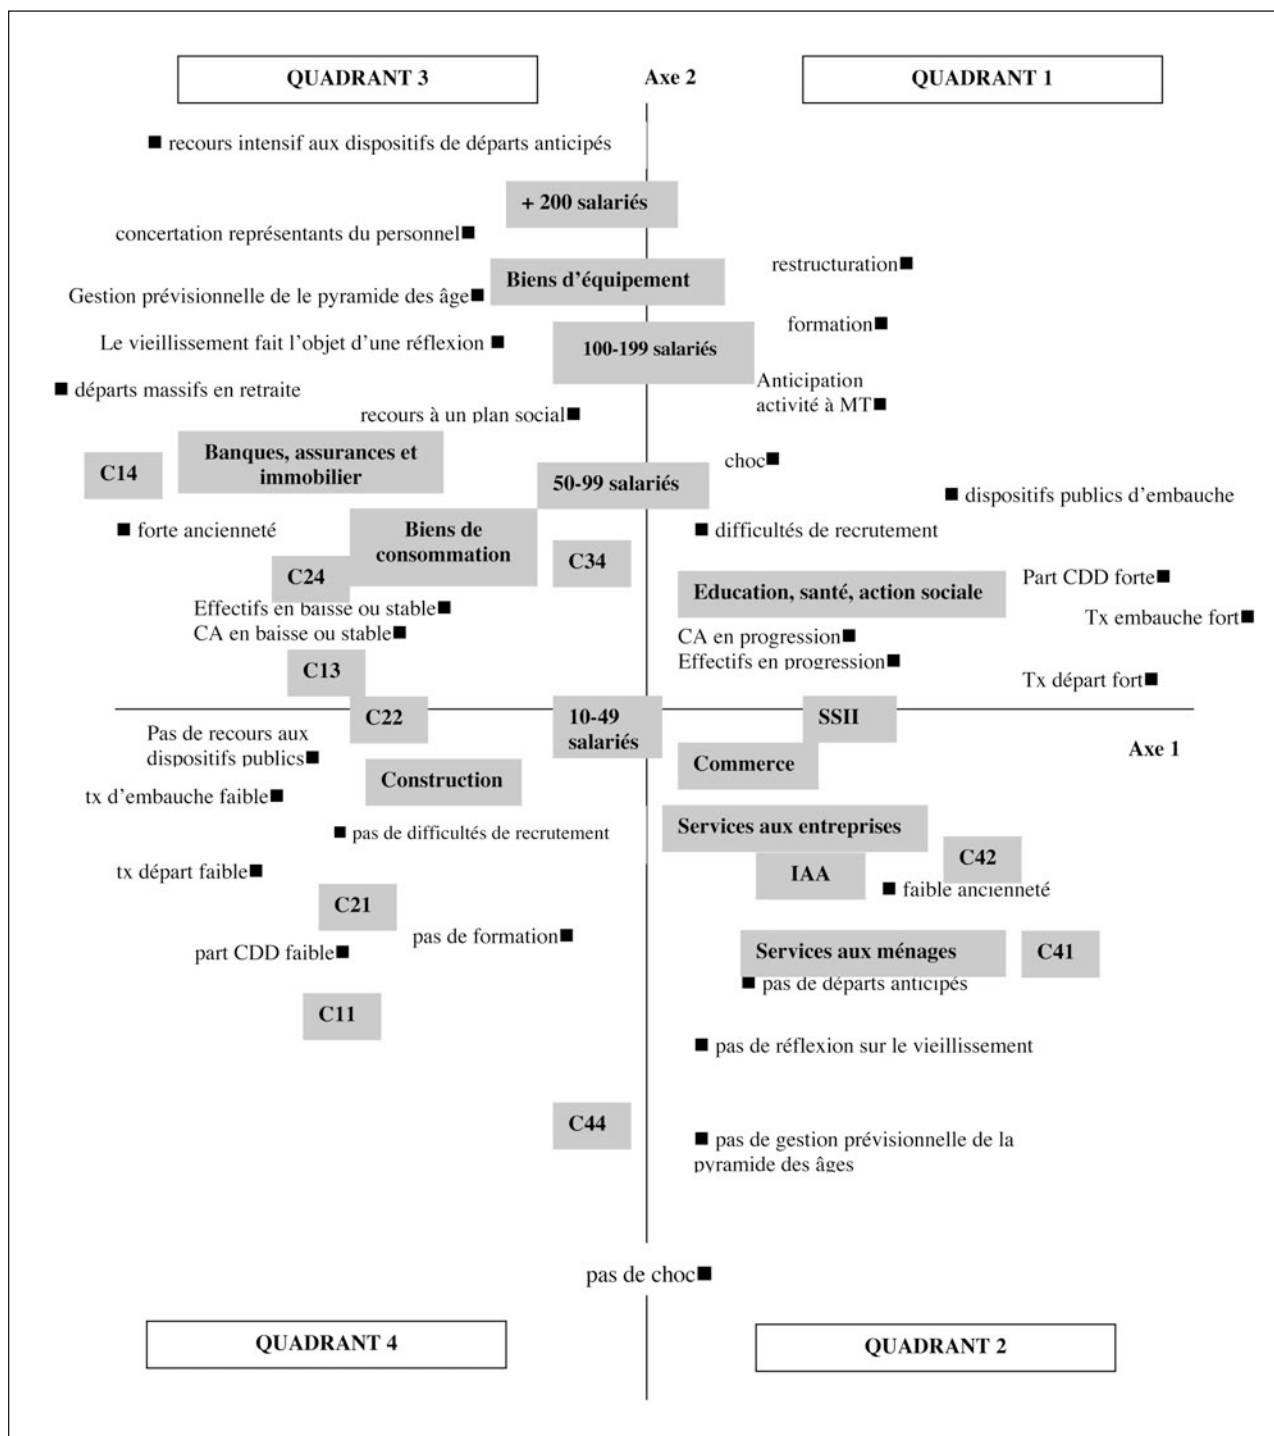 QUADRANT 3
Axe 2
QUADRANT 1
recours intensif aux dispositifs de départs anticipés
+ 200 salariés
concertation représentants du personnel
restructuration
Biens d'équipement
Gestion prévisionnelle de le pyramide des âge
formation
Le vieillissement fait l'objet d'une réflexion
100-199 salariés
Anticipation
activité à MT
départs massifs en retraite
recours à un plan social
Banques, assurances et
immobilier
C14
choc
50-99 salariés
dispositifs publics d'embauche
forte ancienneté
Biens de
consommation
difficultés de recrutement
C34
C24
Part CDD forte
Education, santé, action sociale
Effectifs en baisse ou stable
CA en baisse ou stable
Tx embauche fort
CA en progression
Effectifs en progression
C13
Tx départ fort
C22
10-49
salariés
SSII
Pas de recours aux
dispositifs publics
Axe 1
Commerce
Construction
tx d'embauche faible
Services aux entreprises
pas de difficultés de recrutement
C42
tx départ faible
IAA
faible ancienneté
C21
pas de formation
part CDD faible
Services aux ménages
C41
pas de départs anticipés
C11
pas de réflexion sur le vieillissement
C44
pas de gestion prévisionnelle de la
pyramide des âges
pas de choc
QUADRANT 4
QUADRANT 2